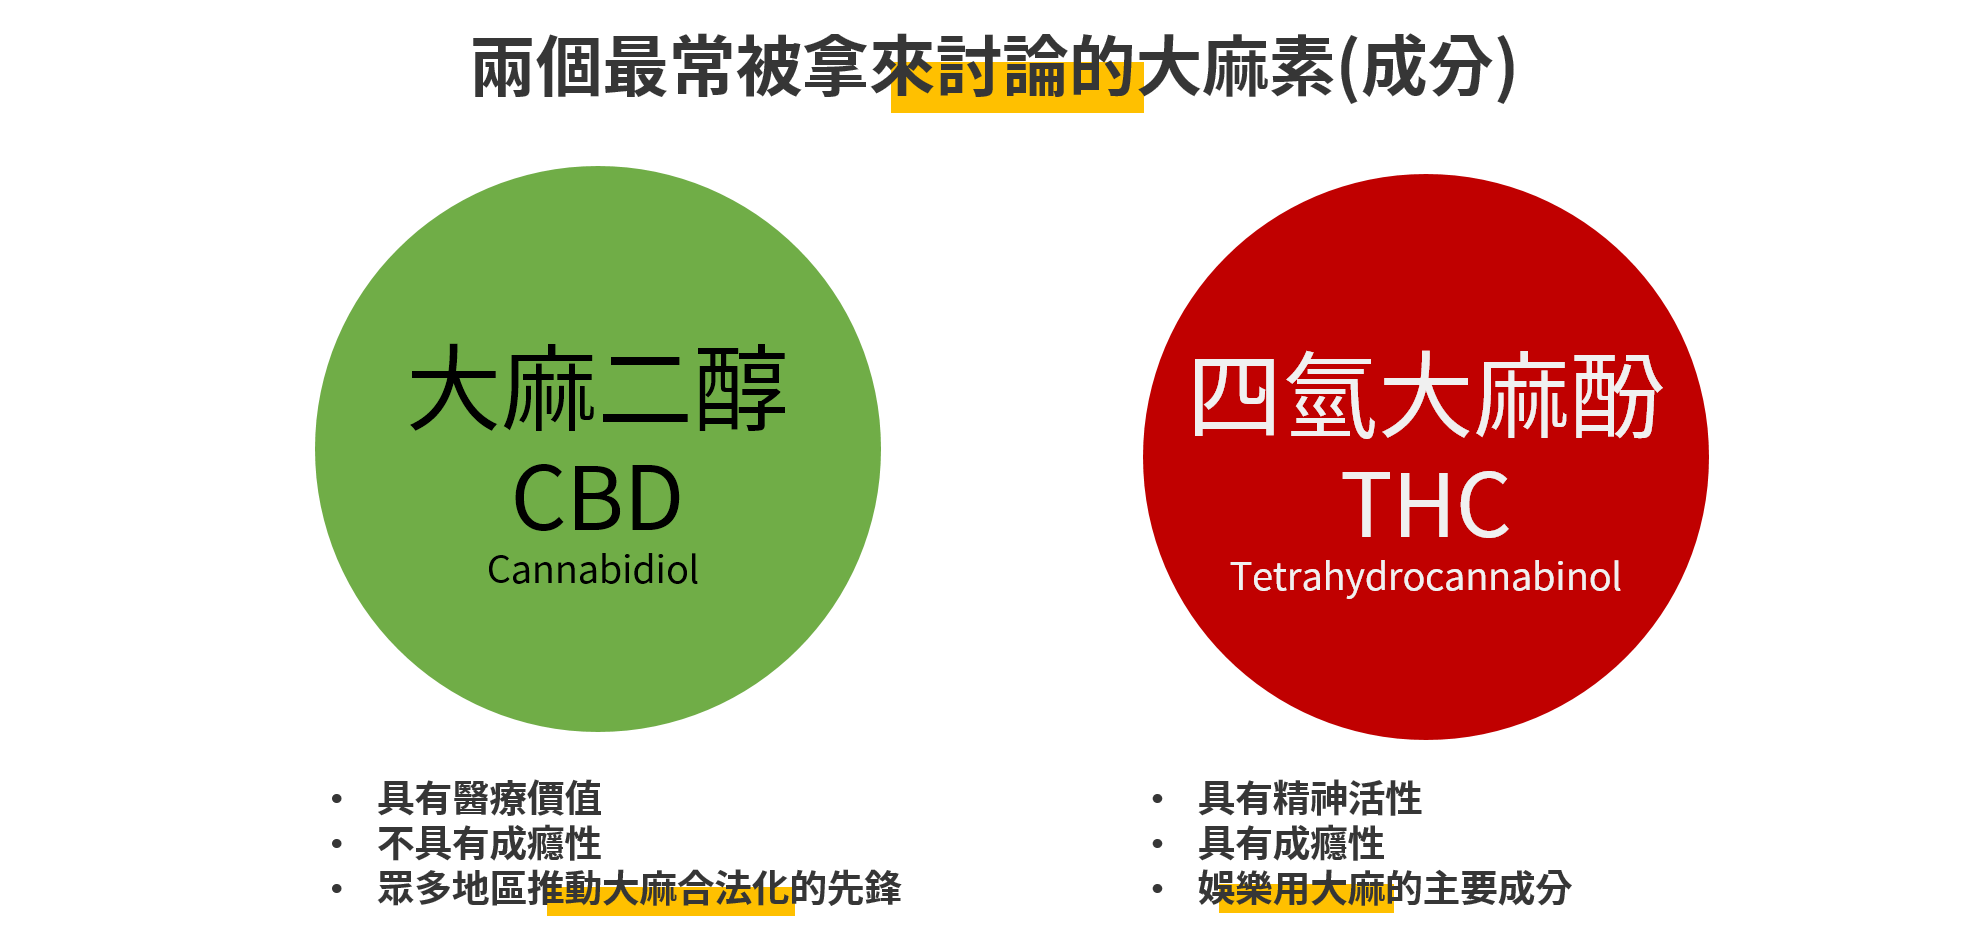 兩個最常被拿來討論的大麻素(成分)
大麻二醇
CBD
Cannabidiol
四氫大麻酚
THC
Tetrahydrocannabinol
• 具有醫療價值
• 不具有成癮性
• 眾多地區推動大麻合法化的先鋒
• 具有精神活性
• 具有成癮性
• 娛樂用大麻的主要成分